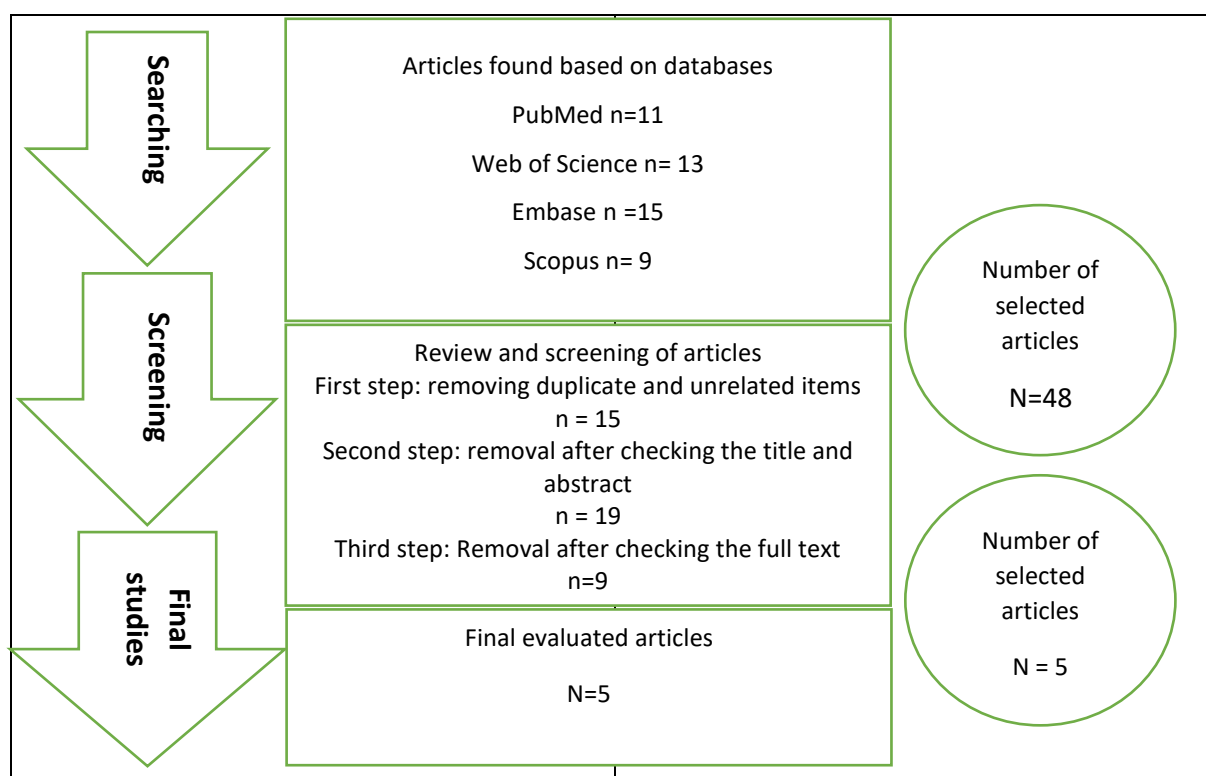 Searching
Articles found based on databases
PubMed n=11
Web of Science n= 13
Embase n =15
Scopus n= 9
Number of
selected
articles
N=48
Screening
Review and screening of articles
First step: removing duplicate and unrelated items
n = 15
Second step: removal after checking the title and
abstract
n = 19
Third step: Removal after checking the full text
n=9
Number of
selected
articles
N = 5
Final
studies
Final evaluated articles
N=5